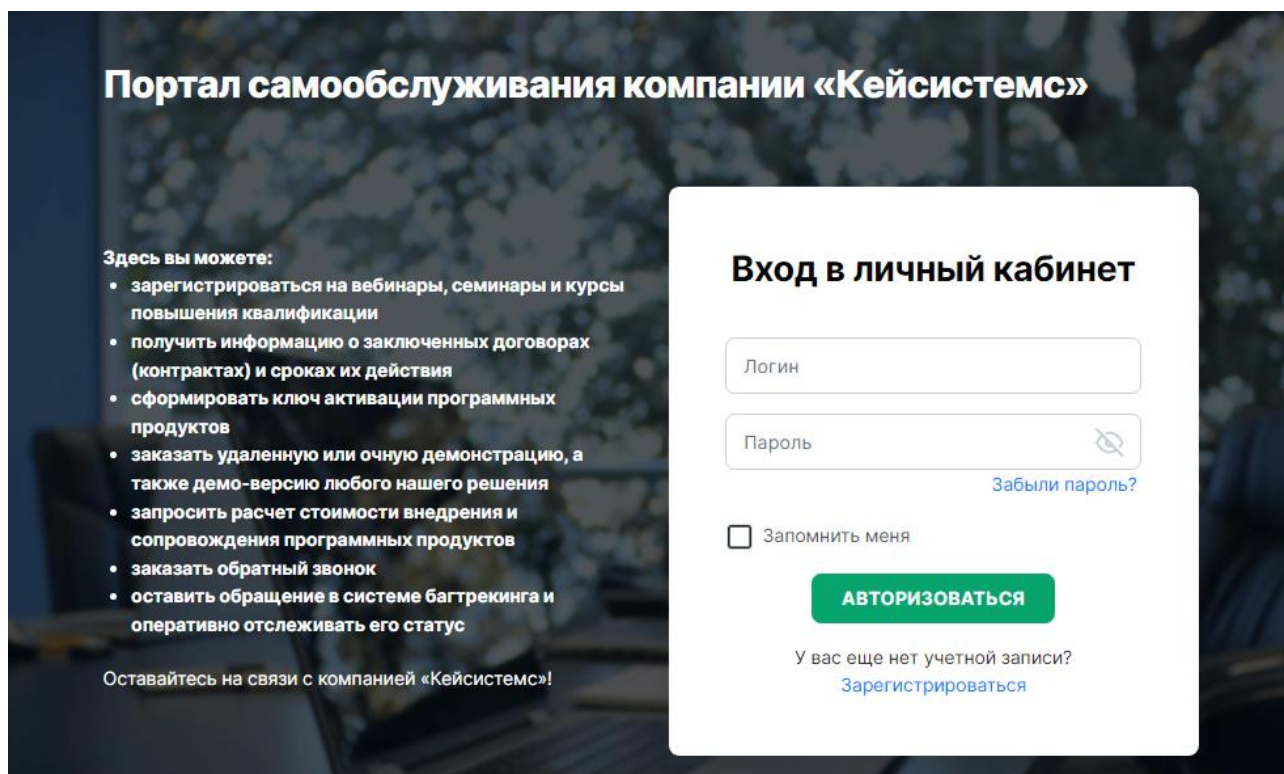 Портал самообслуживания компании «Кейсистемс»
Здесь вы можете:
• зарегистрироваться на вебинары, семинары и курсы
повышения квалификации
• получить информацию о заключенных договорах
(контрактах) и сроках их действия
• сформировать ключ активации программных
продуктов
• заказать удаленную или очную демонстрацию, а
также демо-версию любого нашего решения
• запросить расчет стоимости внедрения и
сопровождения программных продуктов
• заказать обратный звонок
• оставить обращение в системе багтрекинга и
оперативно отслеживать его статус
Оставайтесь на связи с компанией «Кейсистемс»!
Вход в личный кабинет
Логин
Пароль
Забыли пароль?
Запомнить меня
АВТОРИЗОВАТЬСЯ
У вас еще нет учетной записи?
Зарегистрироваться